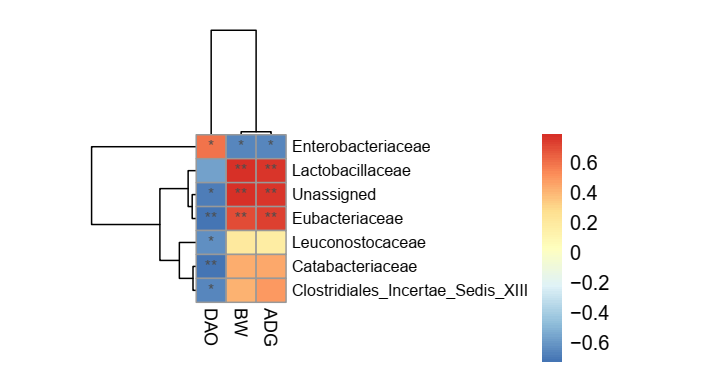 * * * Enterobacteriaceae
** ** Lactobacillaceae
* ** ** Unassigned
** ** ** Eubacteriaceae
* Leuconostocaceae
** Catabacteriaceae
* Clostridiales_Incertae_Sedis_XIII
DAO BW ADG
0.6
0.4
0.2
0
−0.2
−0.4
−0.6